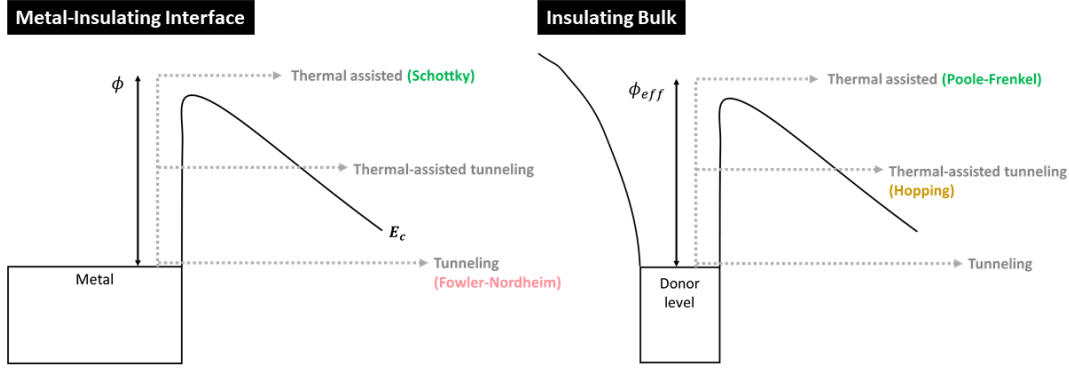 Metal-Insulating Interface
Thermal assisted (Schottky)
ϕ
Thermal-assisted tunneling
E_c
Tunneling
(Fowler-Nordheim)
Metal
Insulating Bulk
Thermal assisted (Poole-Frenkel)
ϕ_eff
Thermal-assisted tunneling
(Hopping)
Tunneling
Donor
level